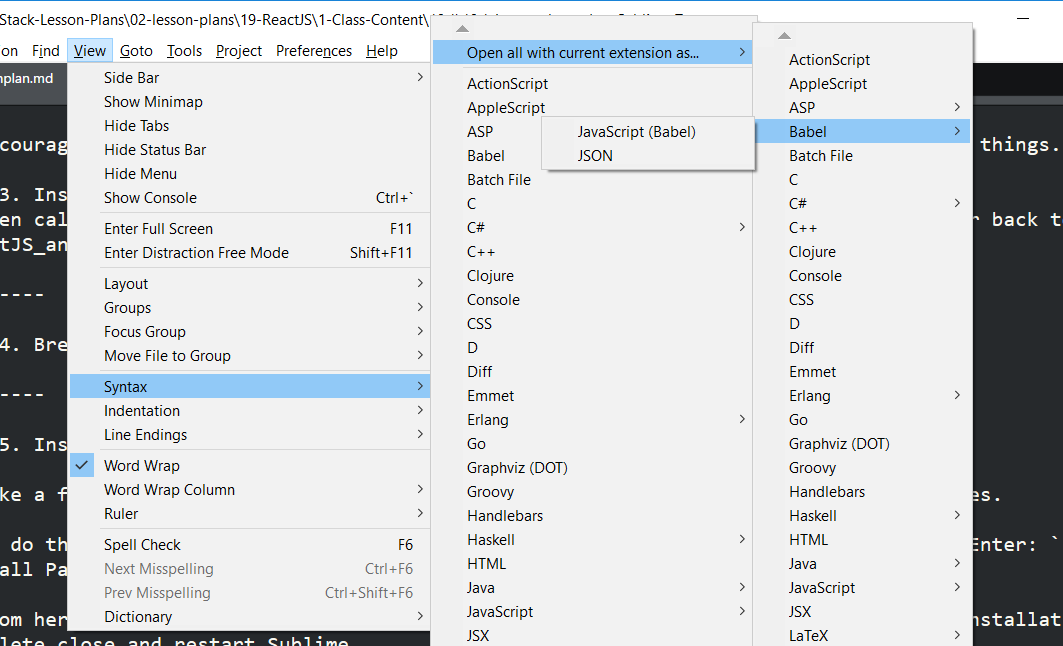 Stack-Lesson-Plans\02-lesson-plans\19-ReactJS\1-Class-Content\
on Find View Goto Tools Project Preferences Help
nplan.md
Side Bar
Show Minimap
Hide Tabs
Hide Status Bar
Hide Menu
Show Console Ctrl+`
Enter Full Screen F11
Enter Distraction Free Mode Shift+F11
Layout
Groups
Focus Group
Move File to Group
Syntax
Indentation
Line Endings
Word Wrap
Word Wrap Column
Ruler
Spell Check F6
Next Misspelling Ctrl+F6
Prev Misspelling Ctrl+Shift+F6
Dictionary
Open all with current extension as...
ActionScript
AppleScript
ASP
Babel
Batch File
C
C#
C++
Clojure
Console
CSS
D
Diff
Emmet
Erlang
Go
Graphviz (DOT)
Groovy
Handlebars
Haskell
HTML
Java
JavaScript
JSX
JavaScript (Babel)
JSON
ActionScript
AppleScript
ASP
Babel
Batch File
C
C#
C++
Clojure
Console
CSS
D
Diff
Emmet
Erlang
Go
Graphviz (DOT)
Groovy
Handlebars
Haskell
HTML
Java
JavaScript
JSX
LaTeX
courag things.
3. Ins
en cal back t
tJS_an
----
4. Bre
----
5. Ins
ke a f es.
do th Enter: `
all Pa
om her nstallat
lete close and restart Sublime